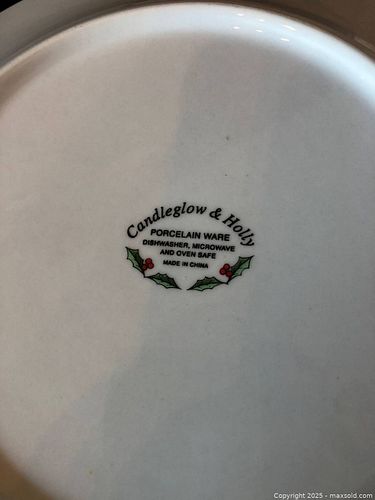 Candleglow & Holly
PORCELAIN WARE
DISHWASHER, MICROWAVE
AND OVEN SAFE
MADE IN CHINA
Copyright 2025 - maxsold.com